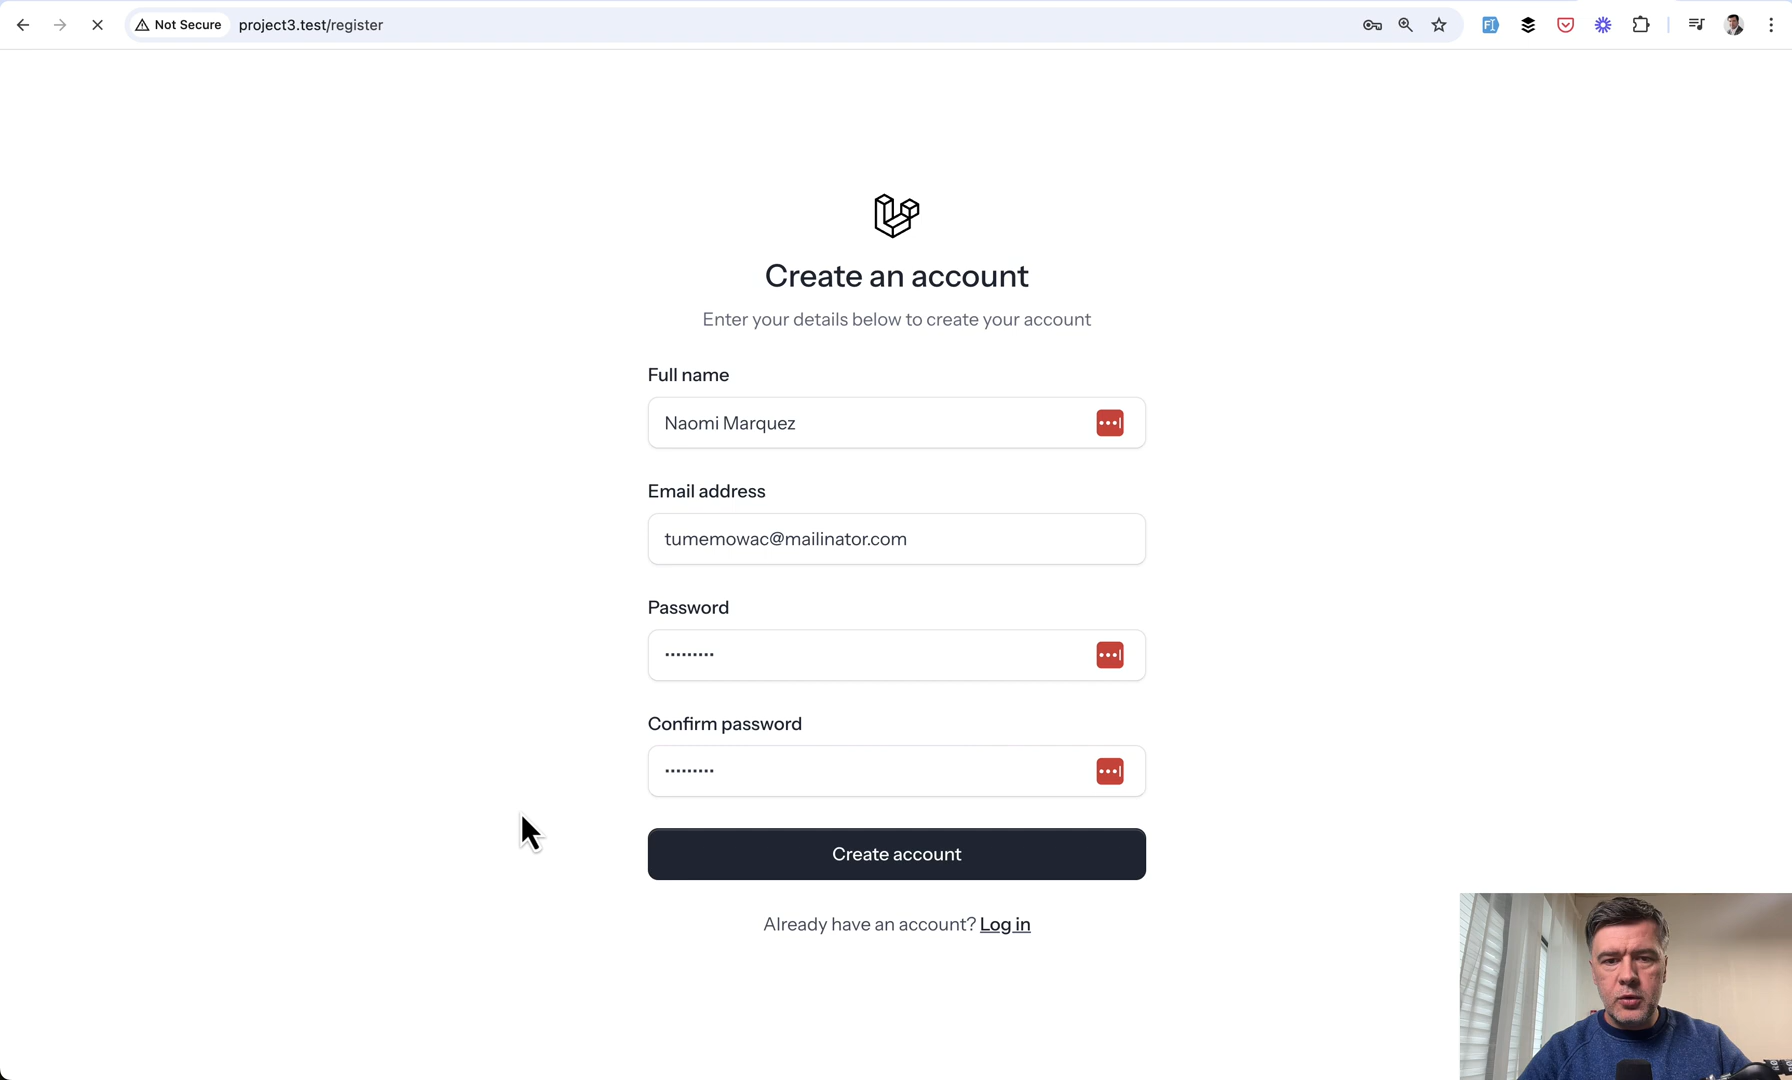 Not Secure project3.test/register
Create an account
Enter your details below to create your account
Full name
Naomi Marquez
Email address
tumemowac@mailinator.com
Password
•••••••••
Confirm password
•••••••••
Create account
Already have an account? Log in